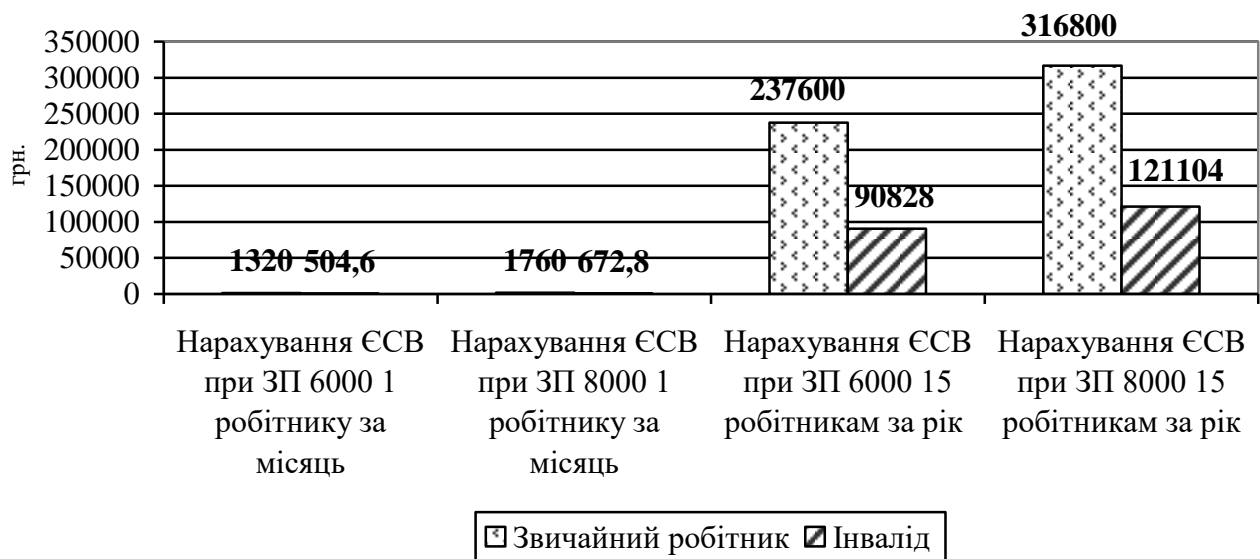 316800
350000
300000
237600
250000
200000
грн.
150000
121104
90828
100000
50000
1320 504,6
1760 672,8
0
Нарахування ЄСВ при ЗП 6000 1 робітнику за місяць
Нарахування ЄСВ при ЗП 8000 1 робітнику за місяць
Нарахування ЄСВ при ЗП 6000 15 робітникам за рік
Нарахування ЄСВ при ЗП 8000 15 робітникам за рік
Звичайний робітник
Інвалід